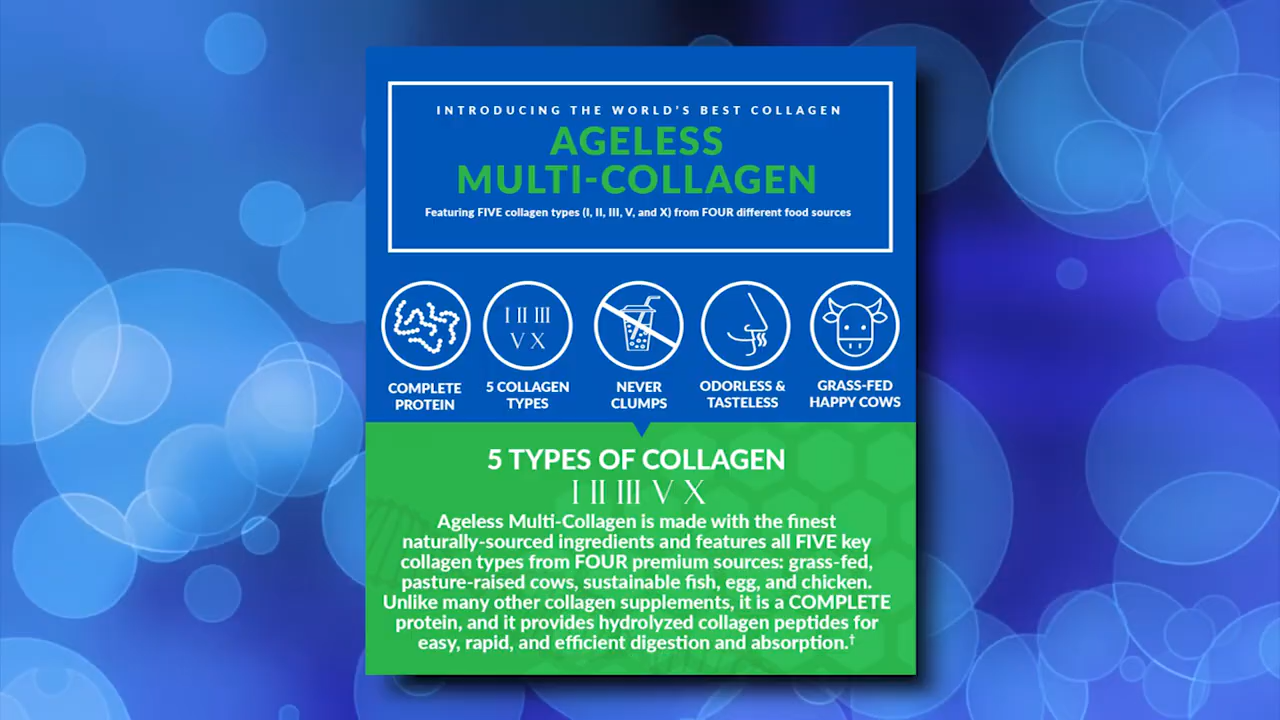 INTRODUCING THE WORLD'S BEST COLLAGEN
AGELESS
MULTI-COLLAGEN
Featuring FIVE collagen types (I, II, III, V, and X) from FOUR different food sources
I II III
V X
COMPLETE
PROTEIN
5 COLLAGEN
TYPES
NEVER
CLUMPS
ODORLESS &
TASTELESS
GRASS-FED
HAPPY COWS
5 TYPES OF COLLAGEN
I II III V X
Ageless Multi-Collagen is made with the finest
naturally-sourced ingredients and features all FIVE key
collagen types from FOUR premium sources: grass-fed,
pasture-raised cows, sustainable fish, egg, and chicken.
Unlike many other collagen supplements, it is a COMPLETE
protein, and it provides hydrolyzed collagen peptides for
easy, rapid, and efficient digestion and absorption.†